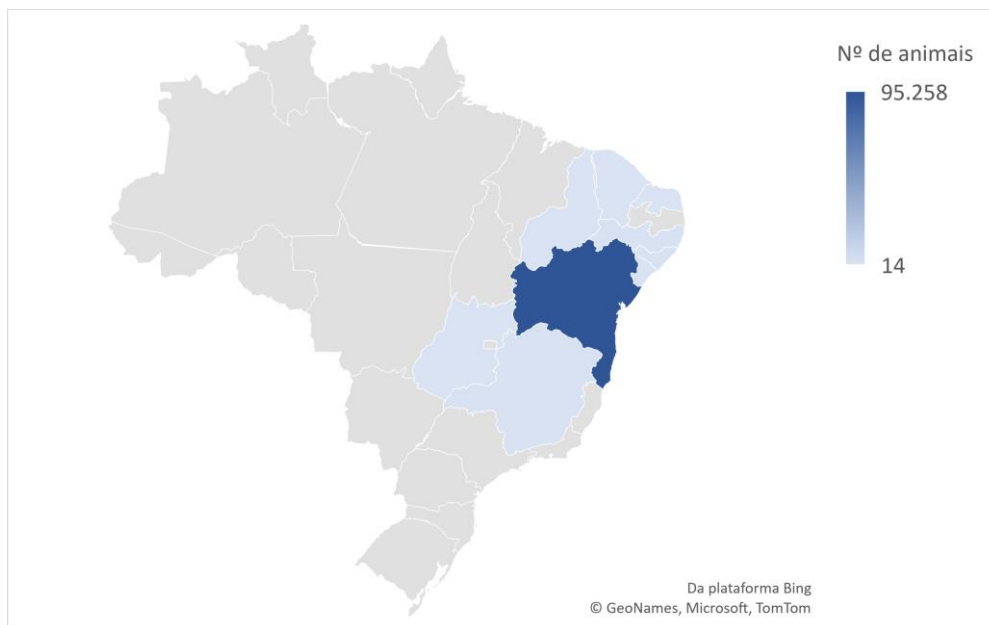 Nº de animais
95.258
14
Da plataforma Bing
© GeoNames, Microsoft, TomTom